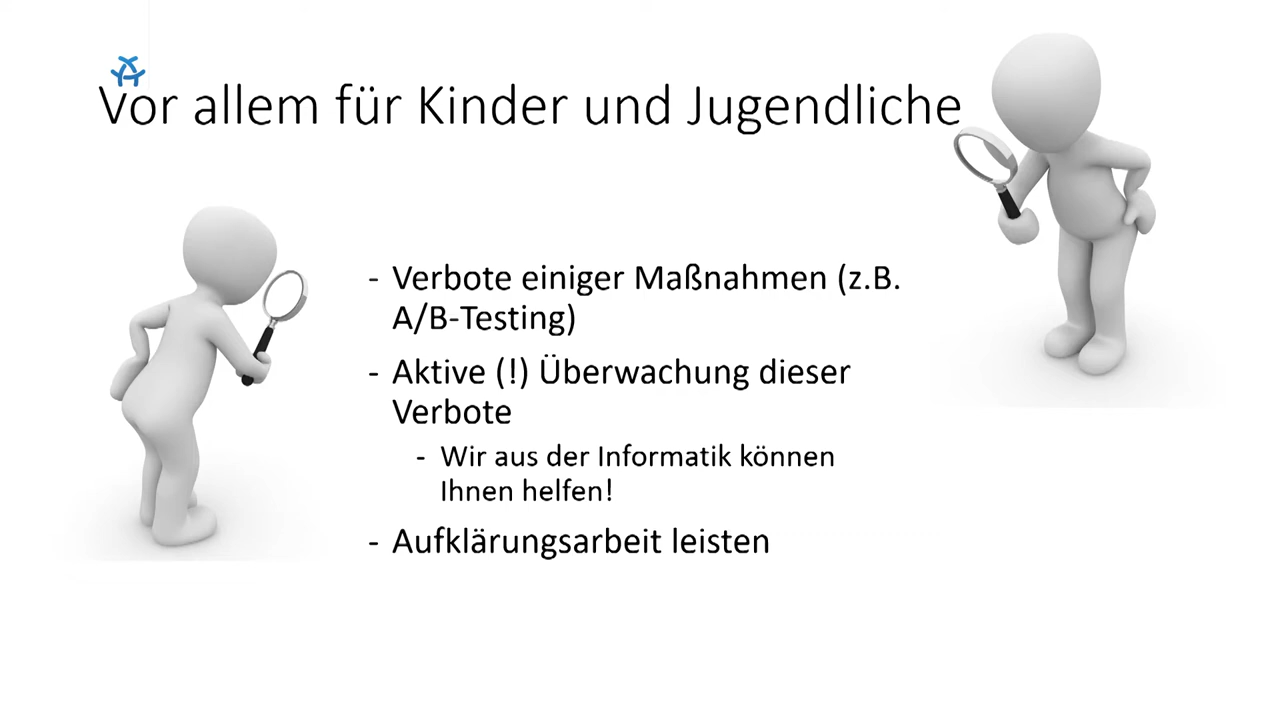 Vor allem für Kinder und Jugendliche
- Verbote einiger Maßnahmen (z.B.
A/B-Testing)
- Aktive (!) Überwachung dieser
Verbote
- Wir aus der Informatik können
Ihnen helfen!
- Aufklärungsarbeit leisten